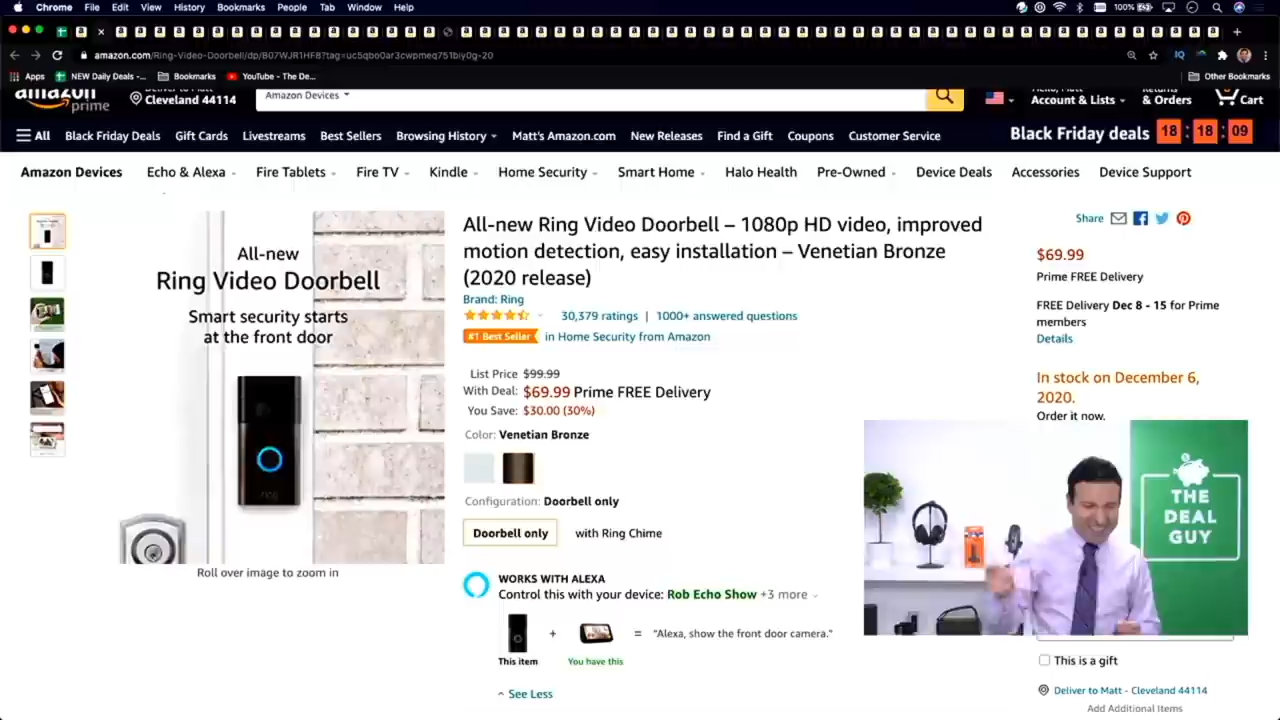 Chrome File Edit View History Bookmarks People Tab Window Help
100%
amazon.com/Ring-Video-Doorbell/dp/B07WJR1HF8?tag=uc5qbo0ar3cwpmeq751biy0g-20
Apps NEW Daily Deals -... Bookmarks YouTube - The De... Other Bookmarks
amazon prime
Cleveland 44114
Amazon Devices
Hello, Matt
Account & Lists
Returns
& Orders
Cart
All Black Friday Deals Gift Cards Livestreams Best Sellers Browsing History Matt's Amazon.com New Releases Find a Gift Coupons Customer Service
Black Friday deals 18 : 18 : 09
Amazon Devices Echo & Alexa Fire Tablets Fire TV Kindle Home Security Smart Home Halo Health Pre-Owned Device Deals Accessories Device Support
All-new
Ring Video Doorbell
Smart security starts
at the front door
ring
Roll over image to zoom in
All-new Ring Video Doorbell – 1080p HD video, improved
motion detection, easy installation – Venetian Bronze
(2020 release)
Brand: Ring
30,379 ratings | 1000+ answered questions
#1 Best Seller in Home Security from Amazon
List Price $99.99
With Deal: $69.99 Prime FREE Delivery
You Save: $30.00 (30%)
Color: Venetian Bronze
Configuration: Doorbell only
Doorbell only with Ring Chime
WORKS WITH ALEXA
Control this with your device: Rob Echo Show +3 more
+ = "Alexa, show the front door camera."
This item You have this
See Less
Share
$69.99
Prime FREE Delivery
FREE Delivery Dec 8 - 15 for Prime
members
Details
In stock on December 6,
2020.
Order it now.
THE
DEAL
GUY
This is a gift
Deliver to Matt - Cleveland 44114
Add Additional Items